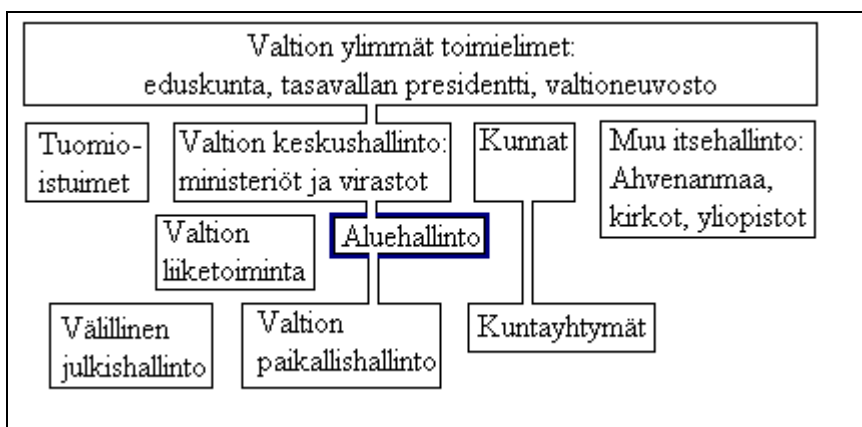 Valtion ylimmät toimielimet:
eduskunta, tasavallan presidentti, valtioneuvosto
Tuomio-
istuimet
Valtion keskushallinto:
ministeriöt ja virastot
Kunnat
Muu itsehallinto:
Ahvenanmaa,
kirkot, yliopistot
Valtion
liiketoiminta
Aluehallinto
Välillinen
julkishallinto
Valtion
paikallishallinto
Kuntayhtymät